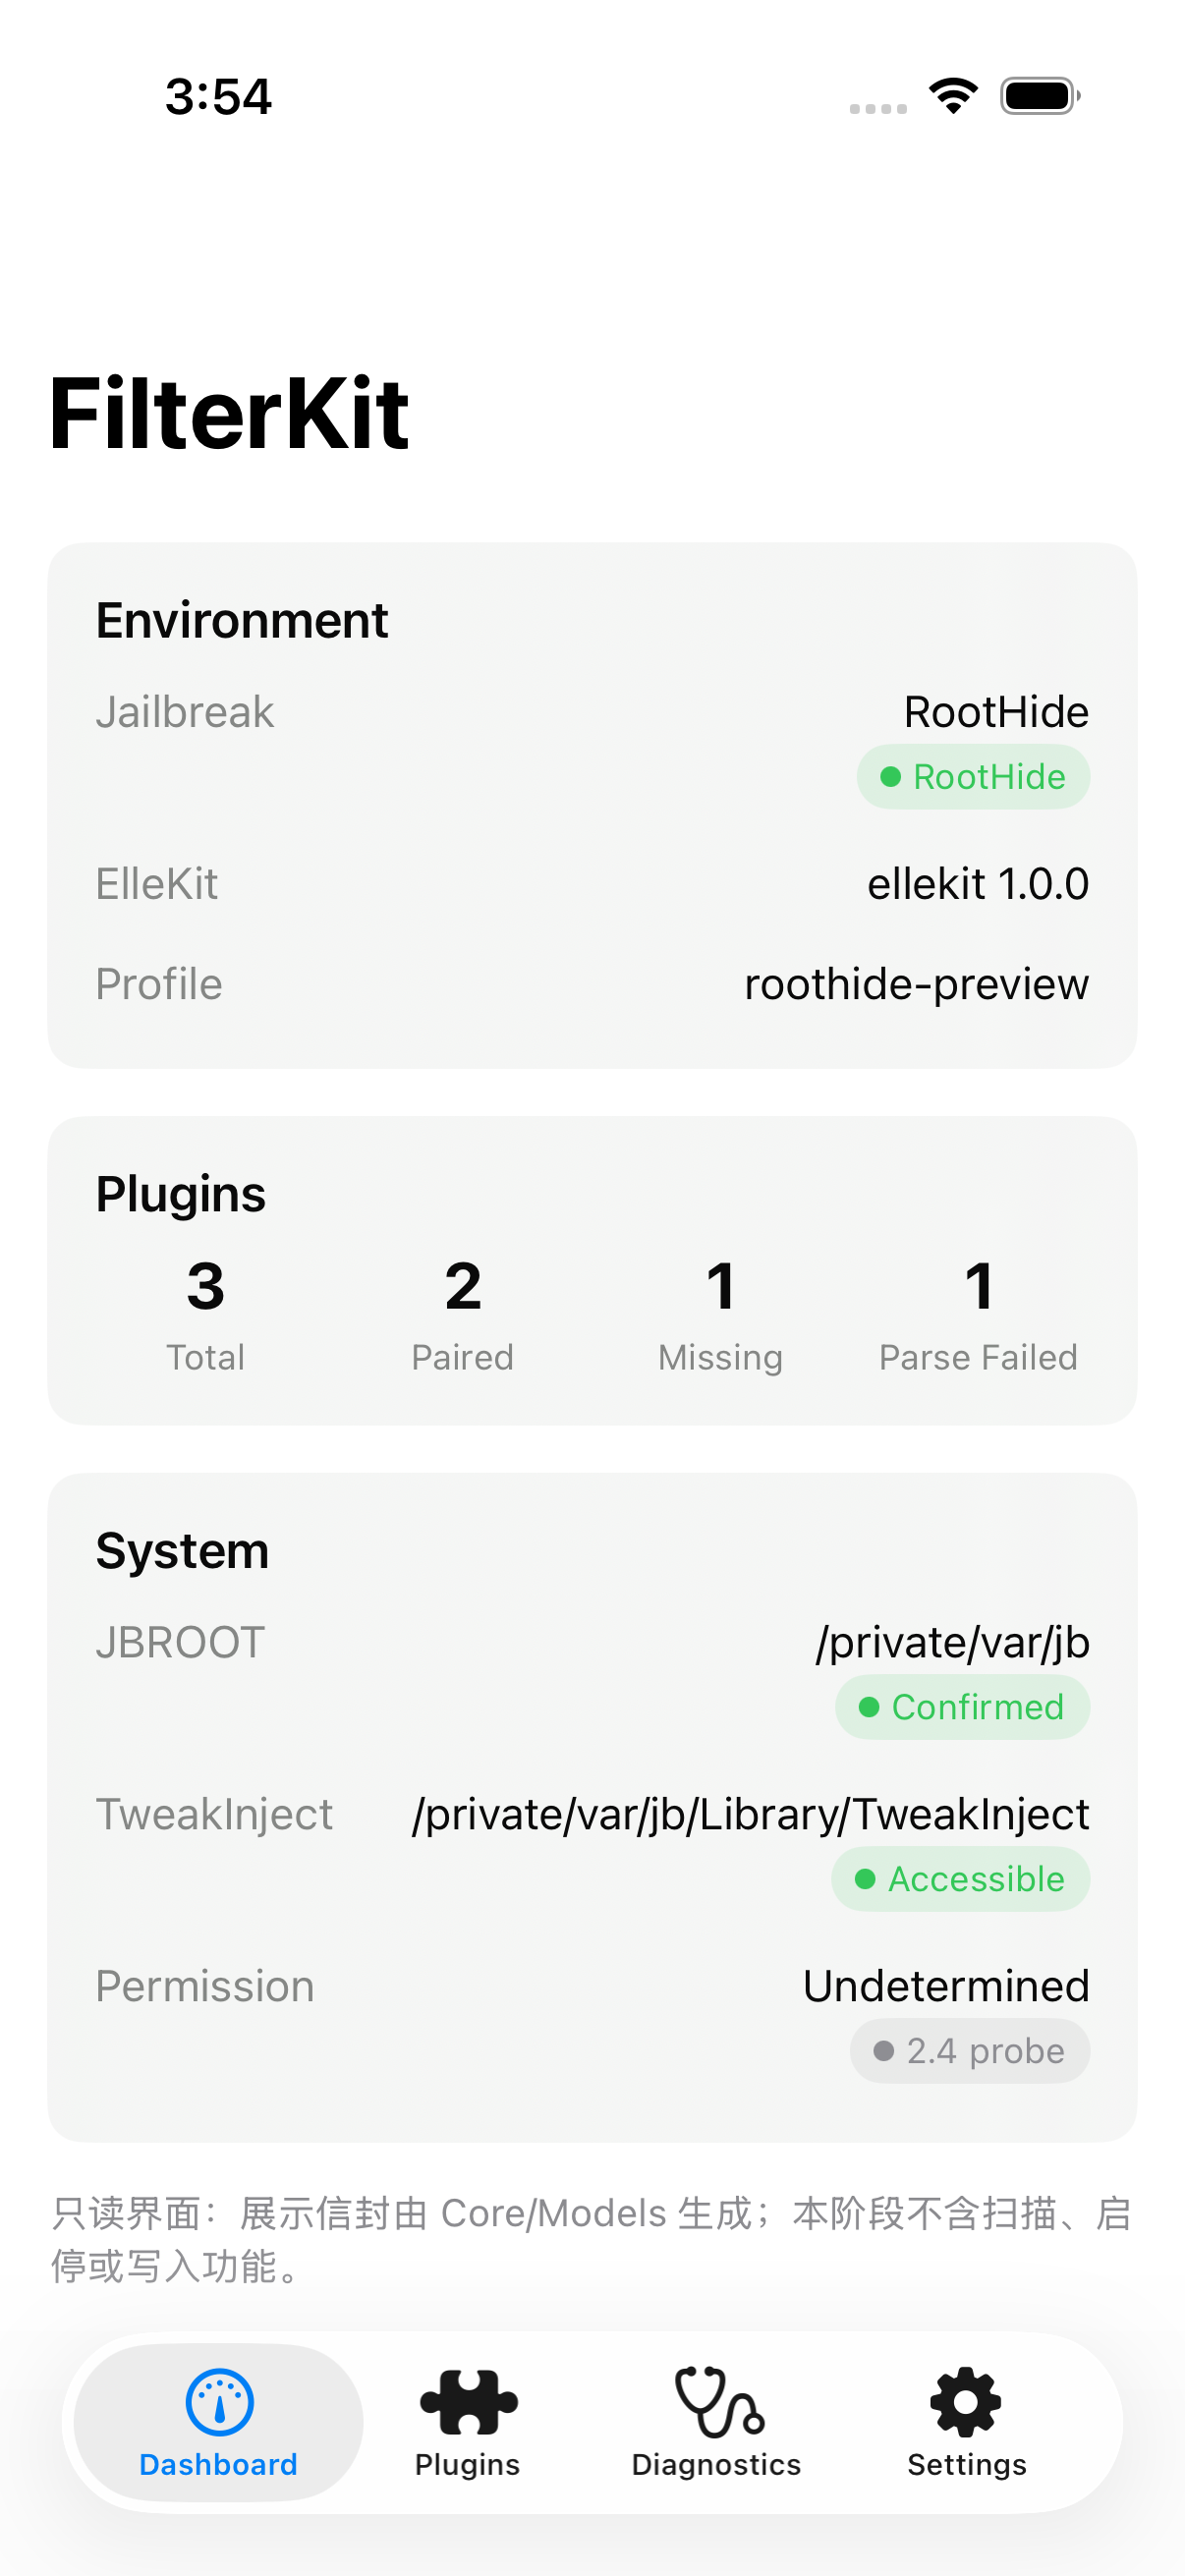 3:54
FilterKit
Environment
Jailbreak RootHide
RootHide
ElleKit ellekit 1.0.0
Profile roothide-preview
Plugins
3 2 1 1
Total Paired Missing Parse Failed
System
JBROOT /private/var/jb
Confirmed
TweakInject /private/var/jb/Library/TweakInject
Accessible
Permission Undetermined
2.4 probe
只读界面：展示信封由 Core/Models 生成；本阶段不含扫描、启
停或写入功能。
Dashboard Plugins Diagnostics Settings